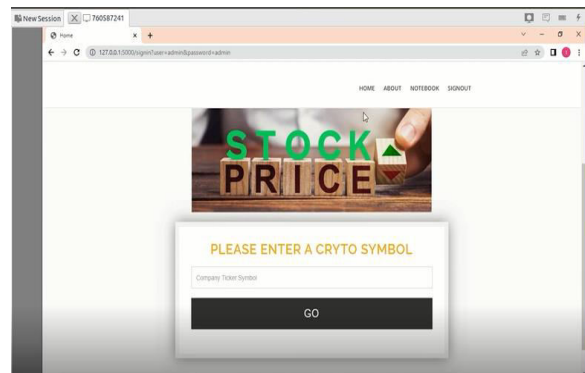 New Session 760587241
Home
127.0.0.1:5000/signin?user=admin&password=admin
HOME ABOUT NOTEBOOK SIGNOUT
STOCK
PRICE
PLEASE ENTER A CRYTO SYMBOL
Company Ticker Symbol
GO